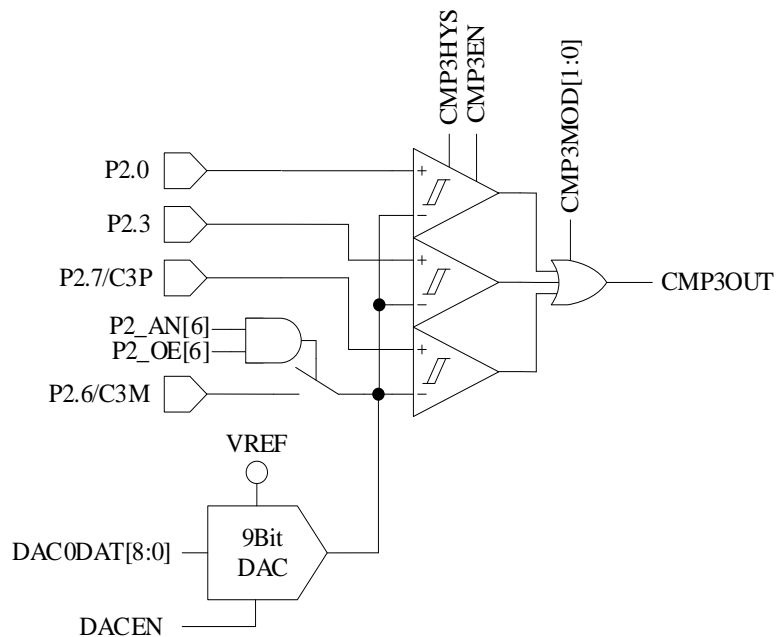 CMP3HYS
CMP3EN
CMP3MOD[1:0]
P2.0
P2.3
P2.7/C3P
CMP3OUT
P2_AN[6]
P2_OE[6]
P2.6/C3M
VREF
DAC0DAT[8:0]
9Bit
DAC
DACEN
+
−
+
−
+
−